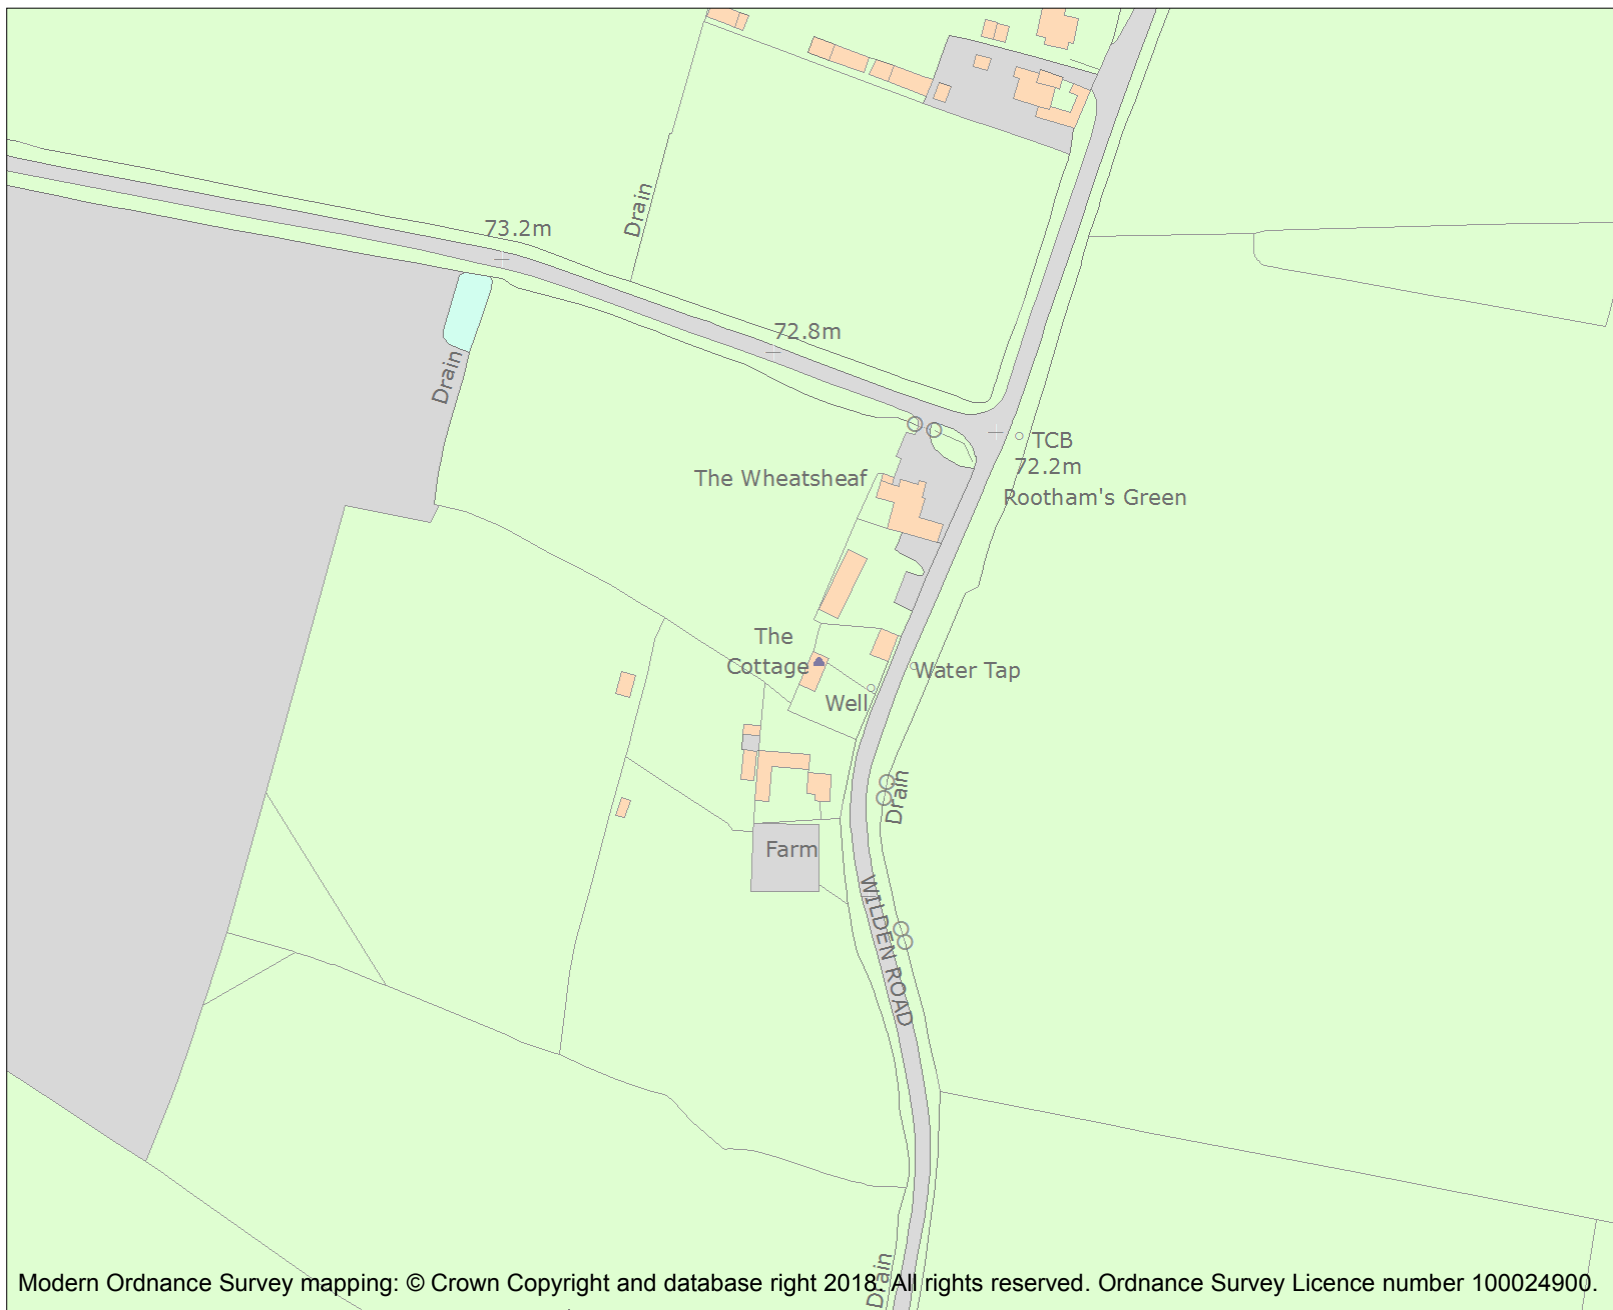 Drain
73.2m
72.8m
Drain
TCB
72.2m
The Wheatsheaf
Rootham's Green
The
Cottage
Water Tap
Well
Drain
Farm
WILDEN ROAD
Drain
Modern Ordnance Survey mapping: © Crown Copyright and database right 2018. All rights reserved. Ordnance Survey Licence number 100024900.